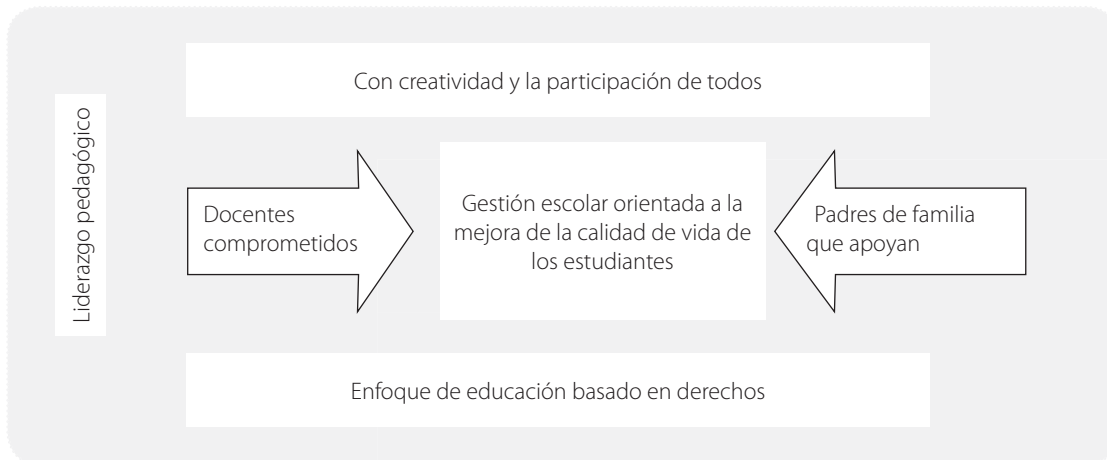 Con creatividad y la participación de todos
Liderazgo pedagógico
Docentes
comprometidos
Gestión escolar orientada a la
mejora de la calidad de vida de
los estudiantes
Padres de familia
que apoyan
Enfoque de educación basado en derechos